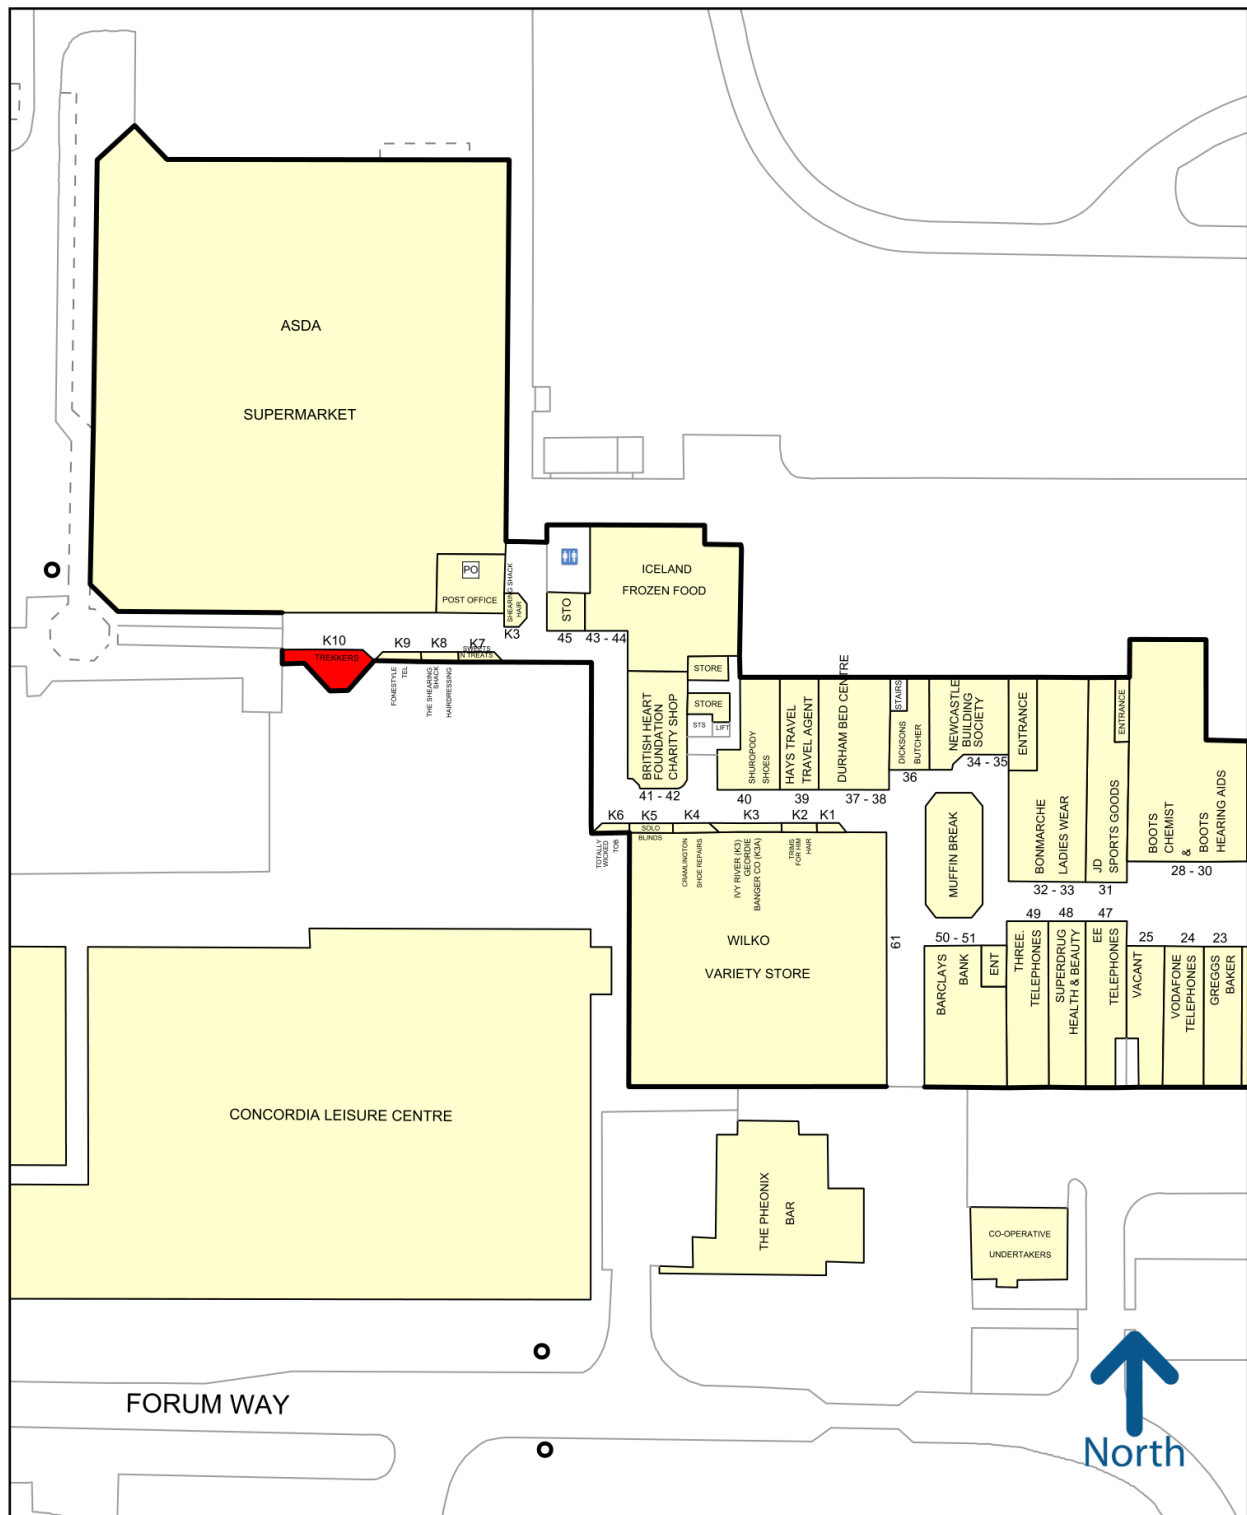 ASDA
SUPERMARKET
PO
POST OFFICE
SHEARING SHACK
HAIR
K3
STO
45
43 - 44
ICELAND
FROZEN FOOD
K10
TREKKERS
K9
K8
K7
SWEETS
N TREATS
FONESTYLE
TEL
THE SHEARING
SHACK
HAIRDRESSING
STORE
STORE
STS
LIFT
BRITISH HEART
FOUNDATION
CHARITY SHOP
41 - 42
SHUROPODY
SHOES
40
HAYS TRAVEL
TRAVEL AGENT
39
DURHAM BED CENTRE
37 - 38
STAIRS
DICKSONS
BUTCHER
36
NEWCASTLE
BUILDING
SOCIETY
34 - 35
ENTRANCE
BONMARCHE
LADIES WEAR
32 - 33
JD
SPORTS GOODS
31
ENTRANCE
BOOTS
CHEMIST
&
BOOTS
HEARING AIDS
28 - 30
K6
K5
K4
K3
K2
K1
SOLO
BLINDS
TOTALLY
WICKED
TOB
CRAMLINGTON
SHOE REPAIRS
IVY RIVER (K3)
GEORDIE
BANGER CO (K3A)
TRIMS
FOR HIM
HAIR
MUFFIN BREAK
WILKO
VARIETY STORE
61
50 - 51
BARCLAYS
BANK
ENT
49
THREE.
TELEPHONES
48
SUPERDRUG
HEALTH & BEAUTY
47
EE
TELEPHONES
25
VACANT
24
VODAFONE
TELEPHONES
23
GREGGS
BAKER
CONCORDIA LEISURE CENTRE
THE PHEONIX
BAR
CO-OPERATIVE
UNDERTAKERS
FORUM WAY
North